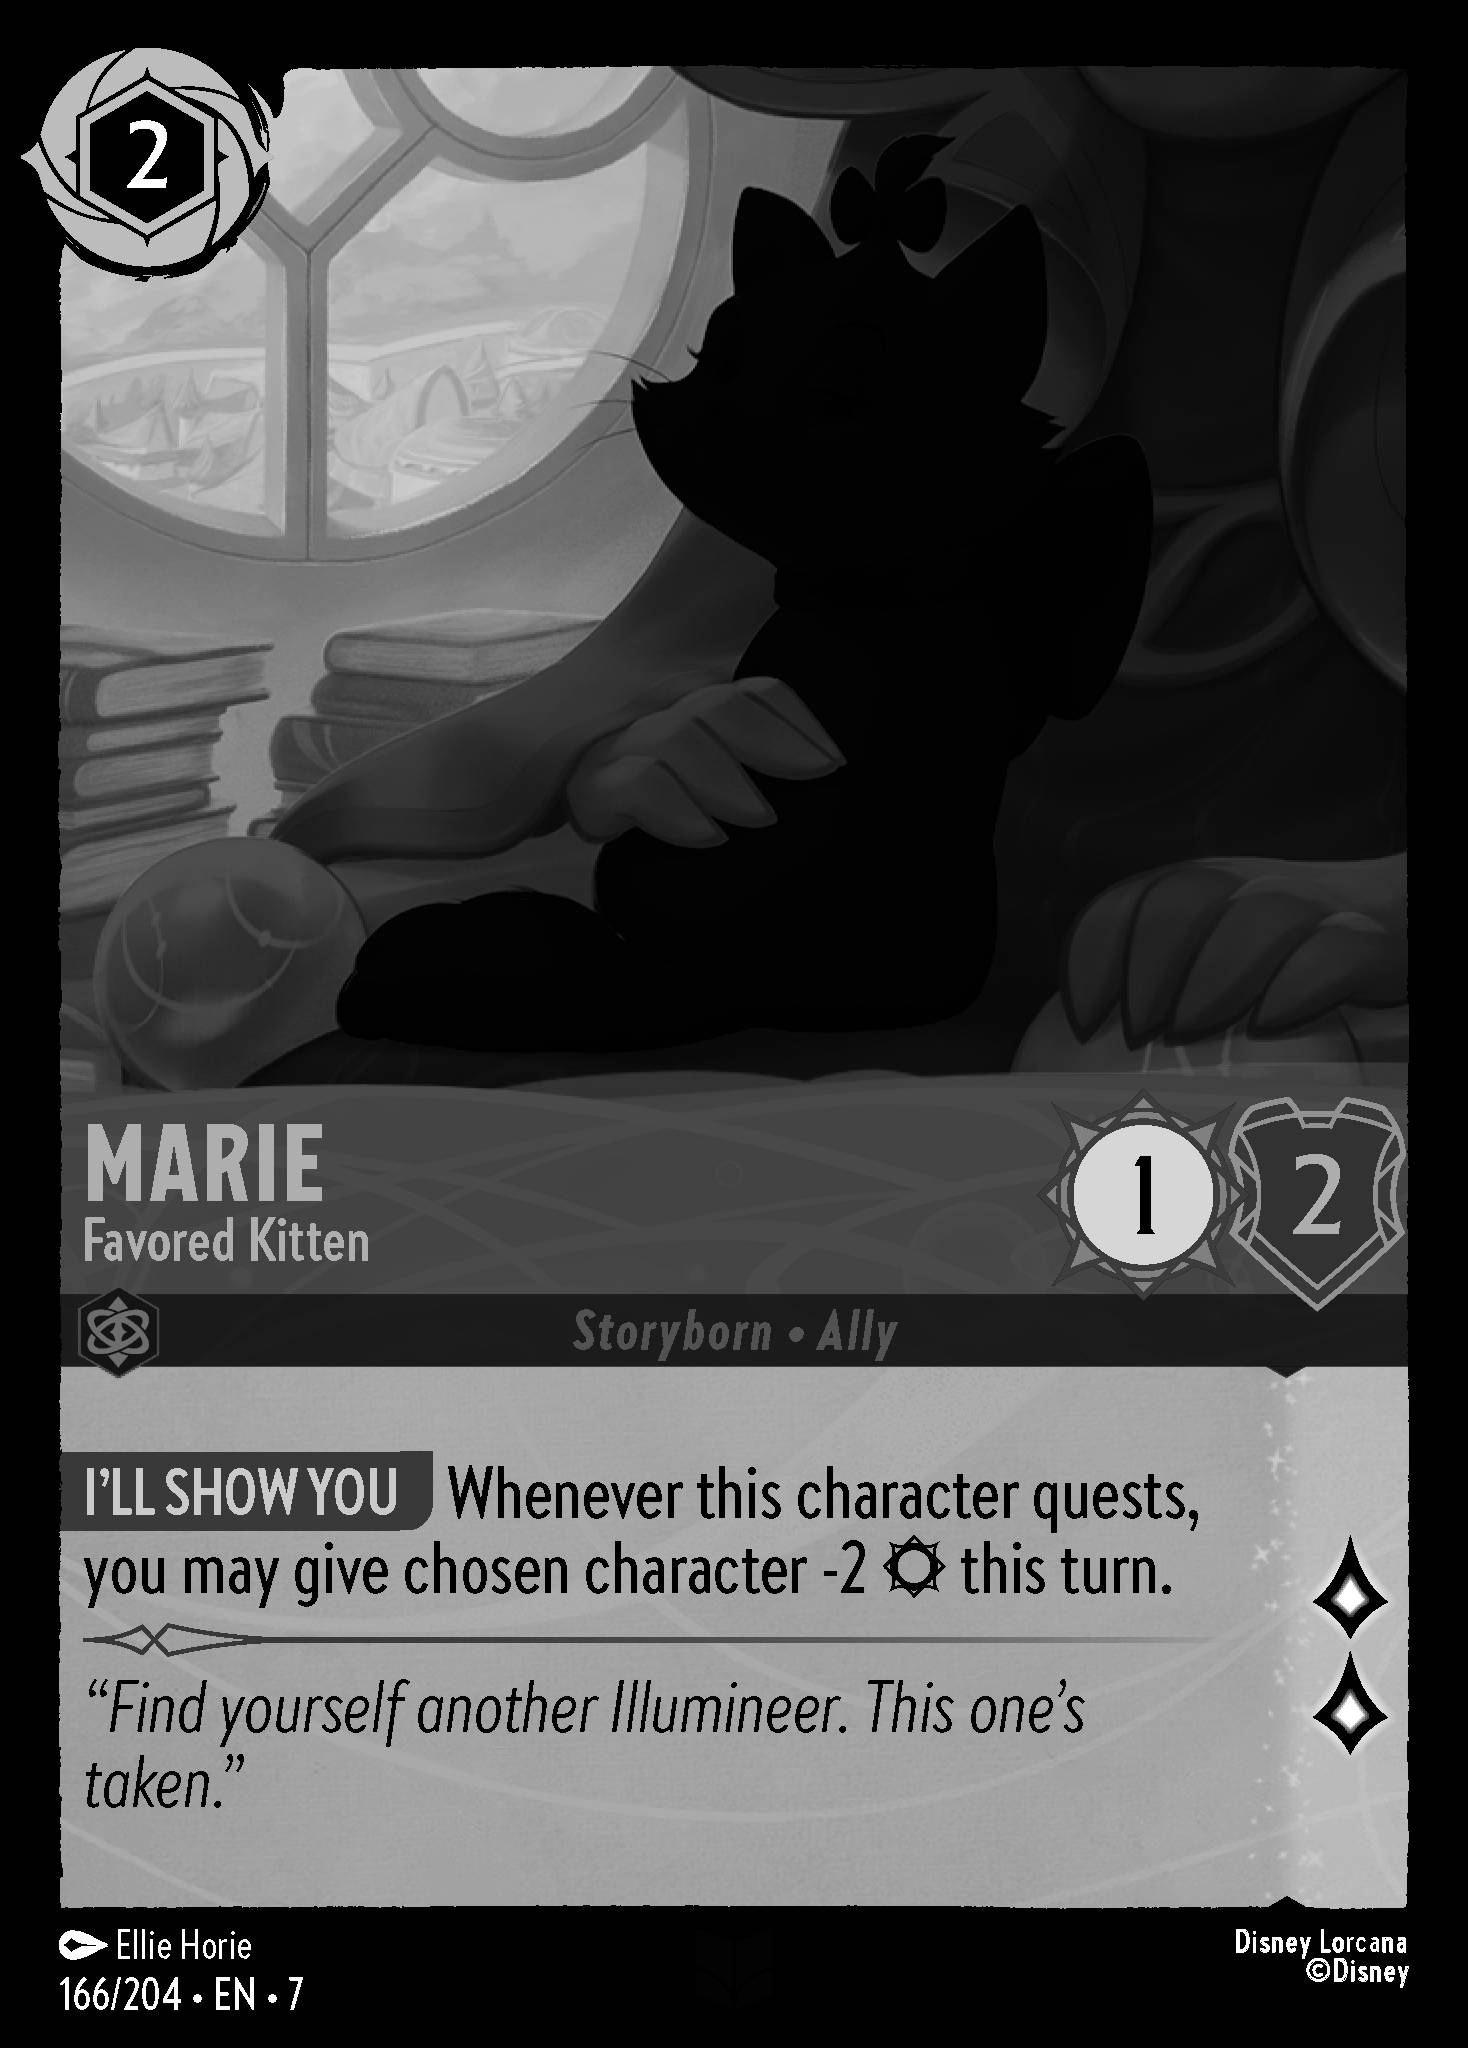 2
MARIE
Favored Kitten
1
2
Storyborn • Ally
I'LL SHOW YOU Whenever this character quests,
you may give chosen character -2 this turn.
“Find yourself another Illumineer. This one’s
taken.”
Ellie Horie
166/204 • EN • 7
Disney Lorcana
©Disney